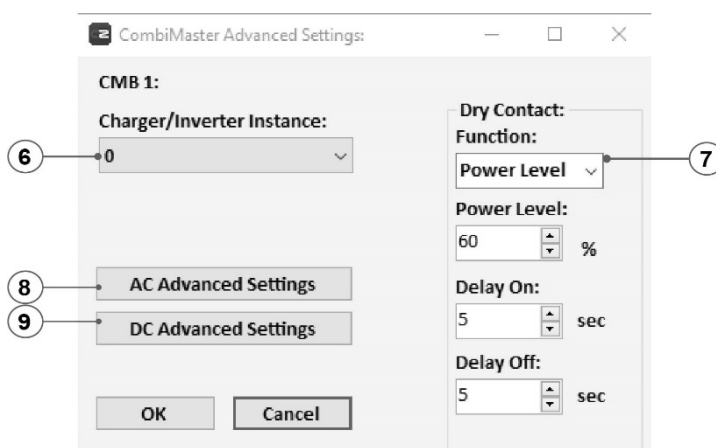 CombiMaster Advanced Settings:
CMB 1:
Charger/Inverter Instance:
6
0
Dry Contact:
Function:
Power Level
7
Power Level:
60
%
8
AC Advanced Settings
9
DC Advanced Settings
Delay On:
5
sec
Delay Off:
5
sec
OK
Cancel